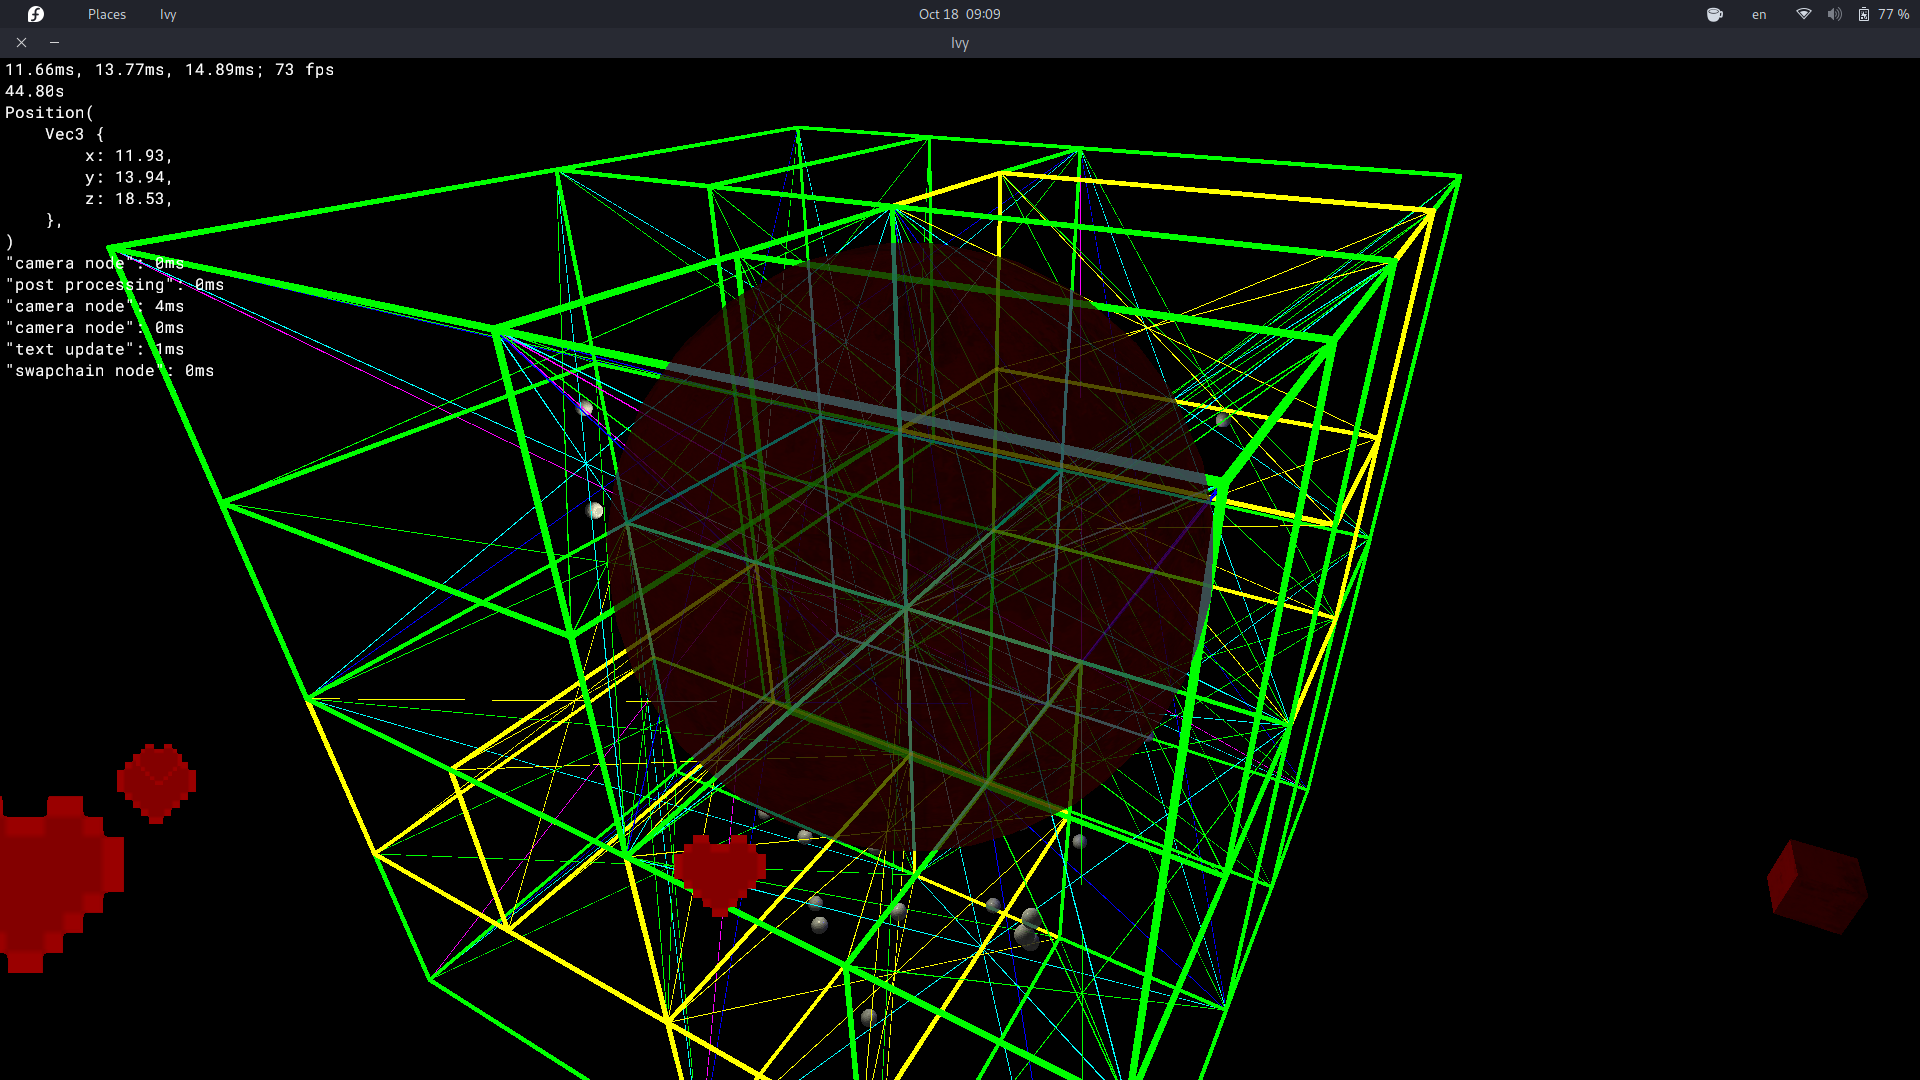 Places Ivy Oct 18 09:09 en 77 %
Ivy
11.66ms, 13.77ms, 14.89ms; 73 fps
44.80s
Position(
    Vec3 {
        x: 11.93,
        y: 13.94,
        z: 18.53,
    },
)
"camera node": 0ms
"post processing": 0ms
"camera node": 4ms
"camera node": 0ms
"text update": 1ms
"swapchain node": 0ms